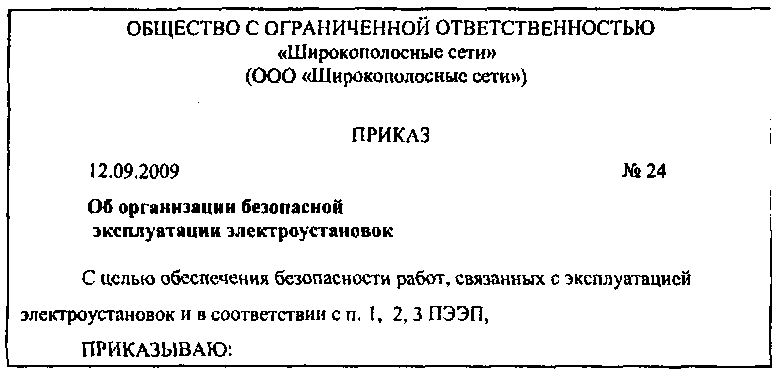 ОБЩЕСТВО С ОГРАНИЧЕННОЙ ОТВЕТСТВЕННОСТЬЮ
«Широкополосные сети»
(ООО «Широкополосные сети»)
ПРИКАЗ
12.09.2009 № 24
Об организации безопасной
эксплуатации электроустановок
С целью обеспечения безопасности работ, связанных с эксплуатацией
электроустановок и в соответствии с п. 1, 2, 3 ПЭЭП,
ПРИКАЗЫВАЮ: